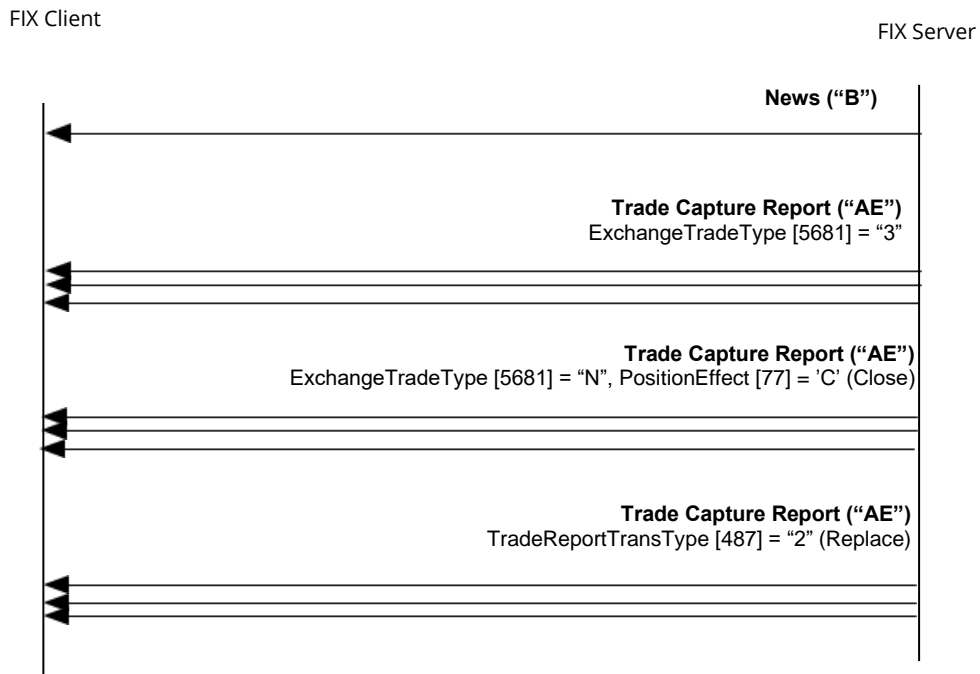 FIX Client
FIX Server
News (“B”)
Trade Capture Report (“AE”)
ExchangeTradeType [5681] = “3”
Trade Capture Report (“AE”)
ExchangeTradeType [5681] = “N”, PositionEffect [77] = ’C’ (Close)
Trade Capture Report (“AE”)
TradeReportTransType [487] = “2” (Replace)